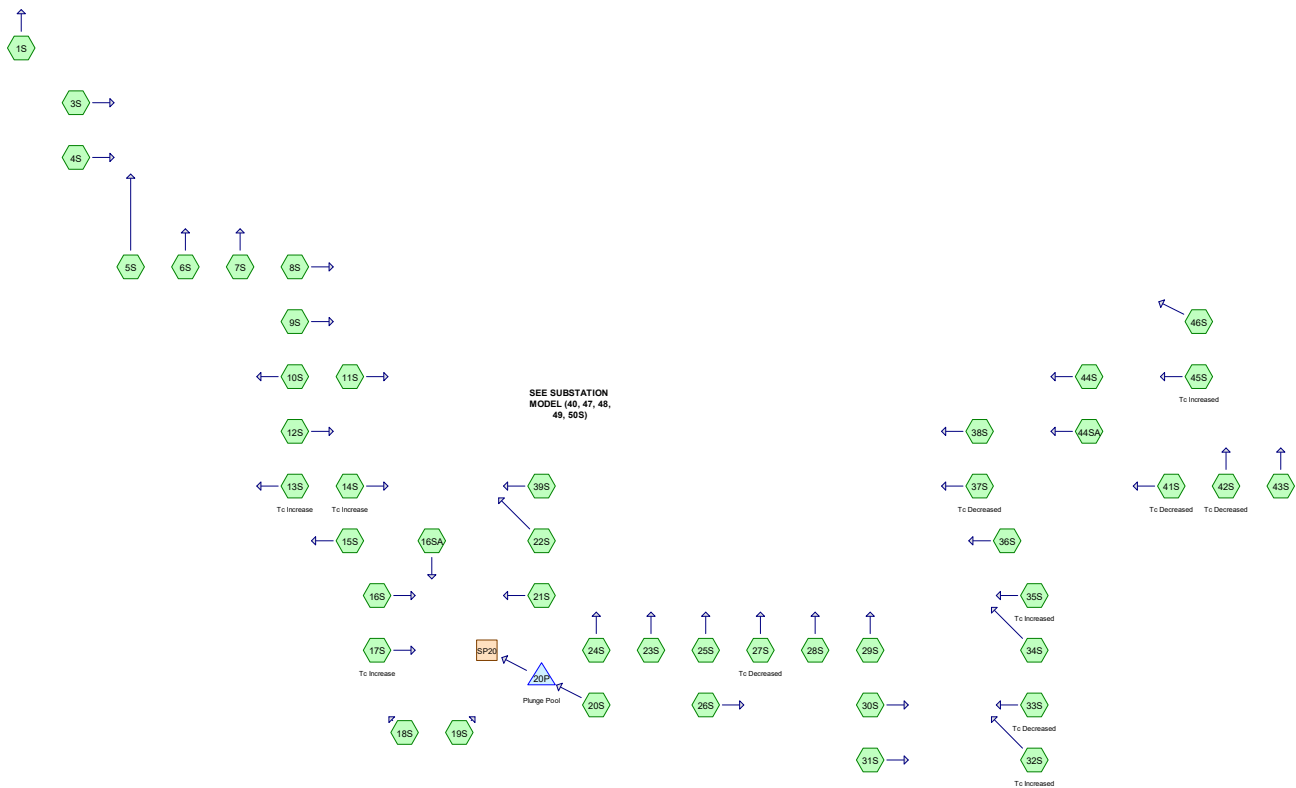 1S
3S
4S
5S
6S
7S
8S
9S
46S
10S
11S
44S
45S
Tc Increased
SEE SUBSTATION
MODEL (40, 47, 48,
49, 50S)
12S
38S
44SA
13S
Tc Increase
14S
Tc Increase
39S
37S
Tc Decreased
41S
Tc Decreased
42S
Tc Decreased
43S
15S
16SA
22S
36S
16S
21S
35S
Tc Increased
17S
Tc Increase
SP20
20P
Plunge Pool
24S
23S
25S
27S
Tc Decreased
28S
29S
34S
20S
26S
30S
33S
Tc Decreased
18S
19S
31S
32S
Tc Increased